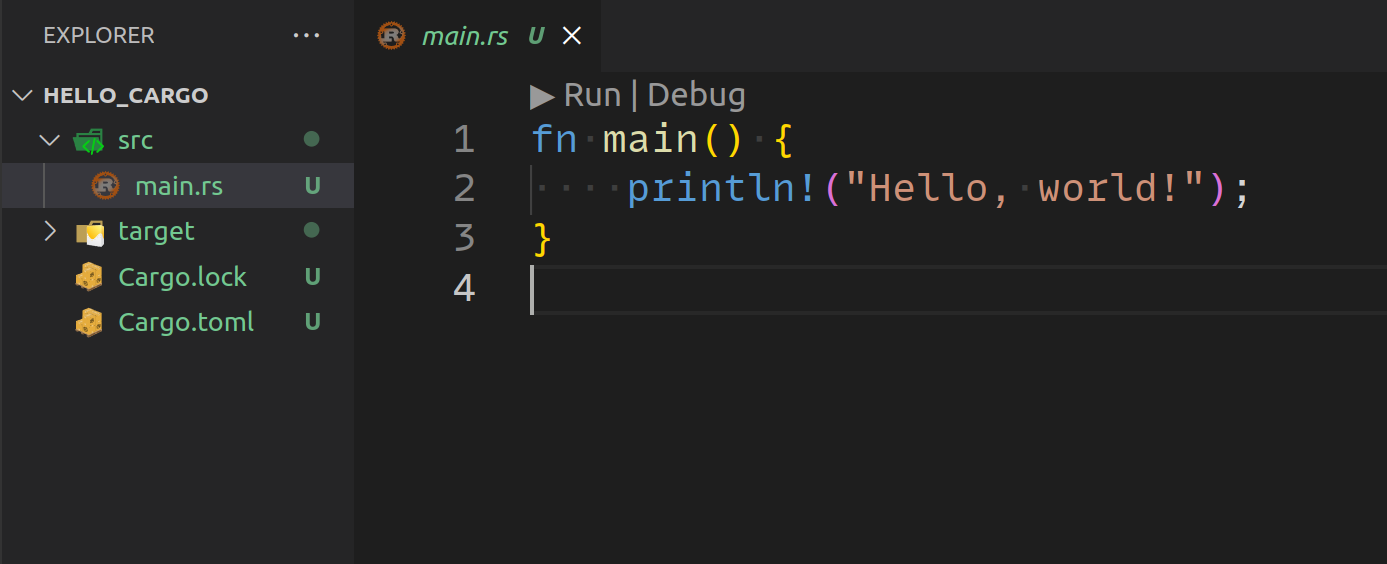 EXPLORER ...
HELLO_CARGO
src
main.rs U
target
Cargo.lock U
Cargo.toml U
main.rs U
Run | Debug
1 fn main() {
2     println!("Hello, world!");
3 }
4